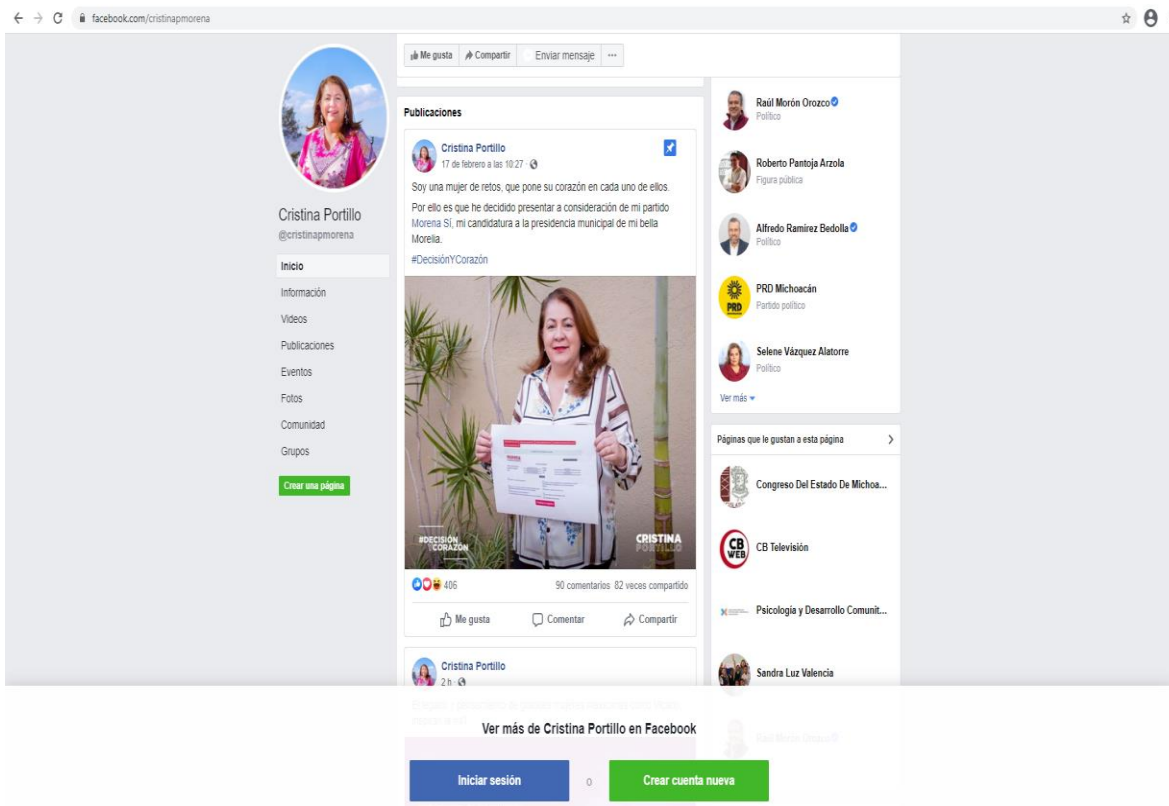 facebook.com/cristinapmorena
Me gusta Compartir Enviar mensaje ...
Cristina Portillo
@cristinapmorena
Inicio
Información
Videos
Publicaciones
Eventos
Fotos
Comunidad
Grupos
Crear una página
Publicaciones
Cristina Portillo
17 de febrero a las 10:27 ·
Soy una mujer de retos, que pone su corazón en cada uno de ellos.
Por ello es que he decidido presentar a consideración de mi partido
Morena Sí, mi candidatura a la presidencia municipal de mi bella
Morelia.
#DecisiónYCorazón
#DECISIÓN
YCORAZÓN
CRISTINA
PORTILLO
406 90 comentarios 82 veces compartido
Me gusta Comentar Compartir
Cristina Portillo
2 h ·
Raúl Morón Orozco
Político
Roberto Pantoja Arzola
Figura pública
Alfredo Ramírez Bedolla
Político
PRD
PRD Michoacán
Partido político
Selene Vázquez Alatorre
Político
Ver más
Páginas que le gustan a esta página
Congreso Del Estado De Michoa...
CB
WEB
CB Televisión
Psicología y Desarrollo Comunit...
Sandra Luz Valencia
Ver más de Cristina Portillo en Facebook
Iniciar sesión o Crear cuenta nueva